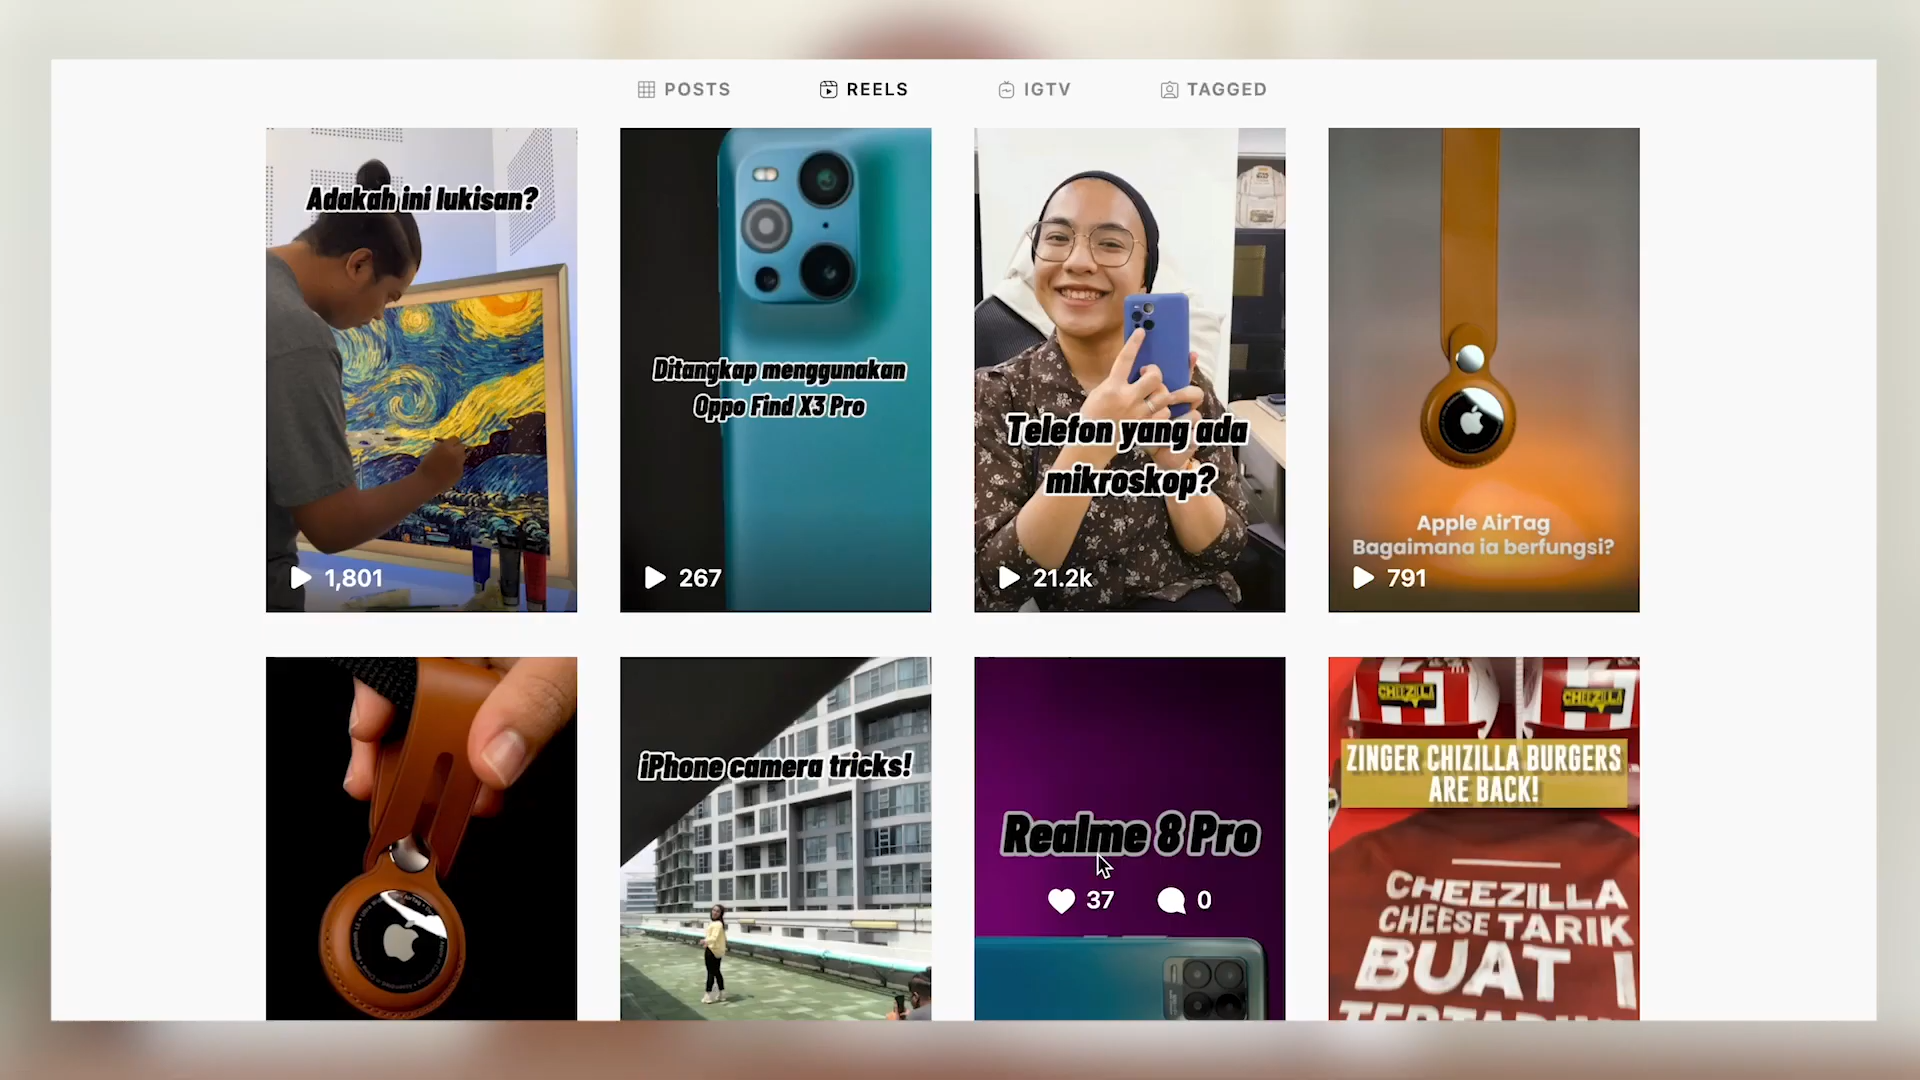 POSTS
REELS
IGTV
TAGGED
Adakah ini lukisan?
1,801
Ditangkap menggunakan
Oppo Find X3 Pro
267
Telefon yang ada
mikroskop?
21.2k
Apple AirTag
Bagaimana ia berfungsi?
791
iPhone camera tricks!
Realme 8 Pro
37
0
CHEEZILLA
CHEEZILLA
ZINGER CHIZILLA BURGERS
ARE BACK!
CHEEZILLA
CHEESE TARIK
BUAT I